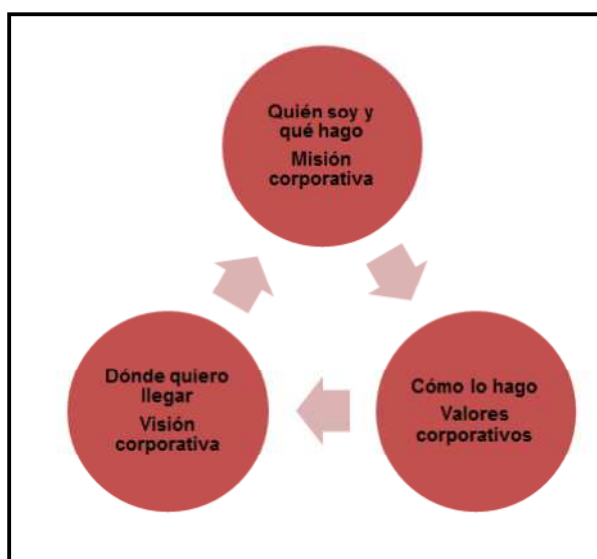 Quién soy y
qué hago
Misión
corporativa
Cómo lo hago
Valores
corporativos
Dónde quiero
llegar
Visión
corporativa